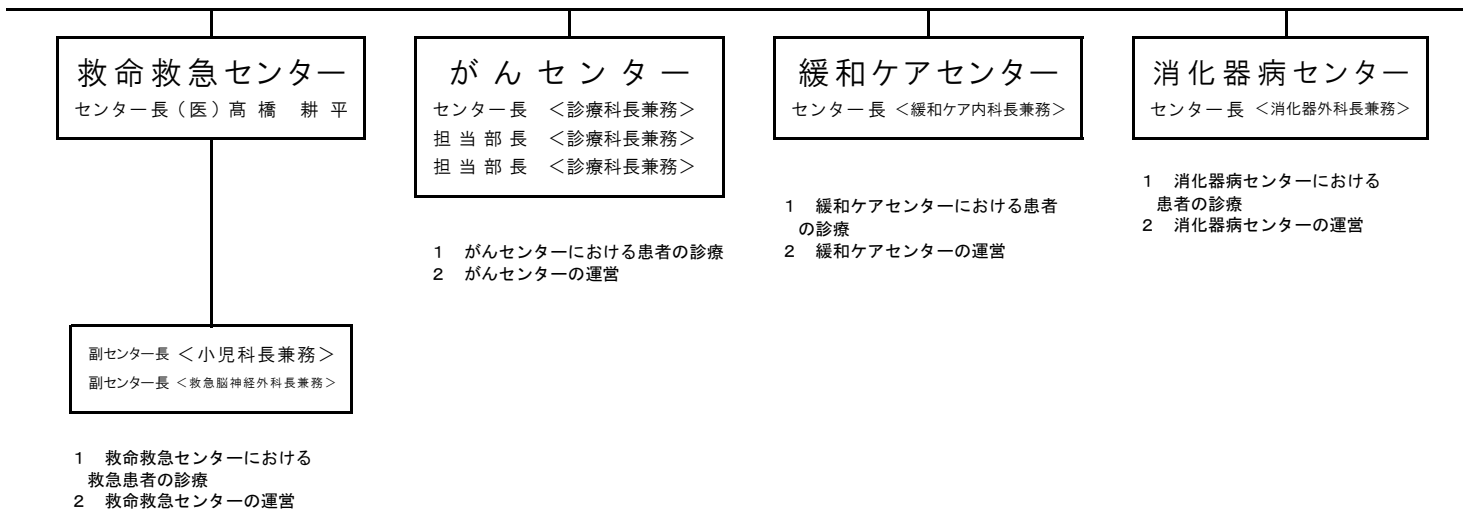 救命救急センター
センター長（医）髙橋　耕平
副センター長＜小児科長兼務＞
副センター長＜救急脳神経外科長兼務＞
1　救命救急センターにおける
救急患者の診療
2　救命救急センターの運営
がんセンター
センター長　＜診療科長兼務＞
担当部長　＜診療科長兼務＞
担当部長　＜診療科長兼務＞
1　がんセンターにおける患者の診療
2　がんセンターの運営
緩和ケアセンター
センター長＜緩和ケア内科長兼務＞
1　緩和ケアセンターにおける患者
の診療
2　緩和ケアセンターの運営
消化器病センター
センター長＜消化器外科長兼務＞
1　消化器病センターにおける
患者の診療
2　消化器病センターの運営